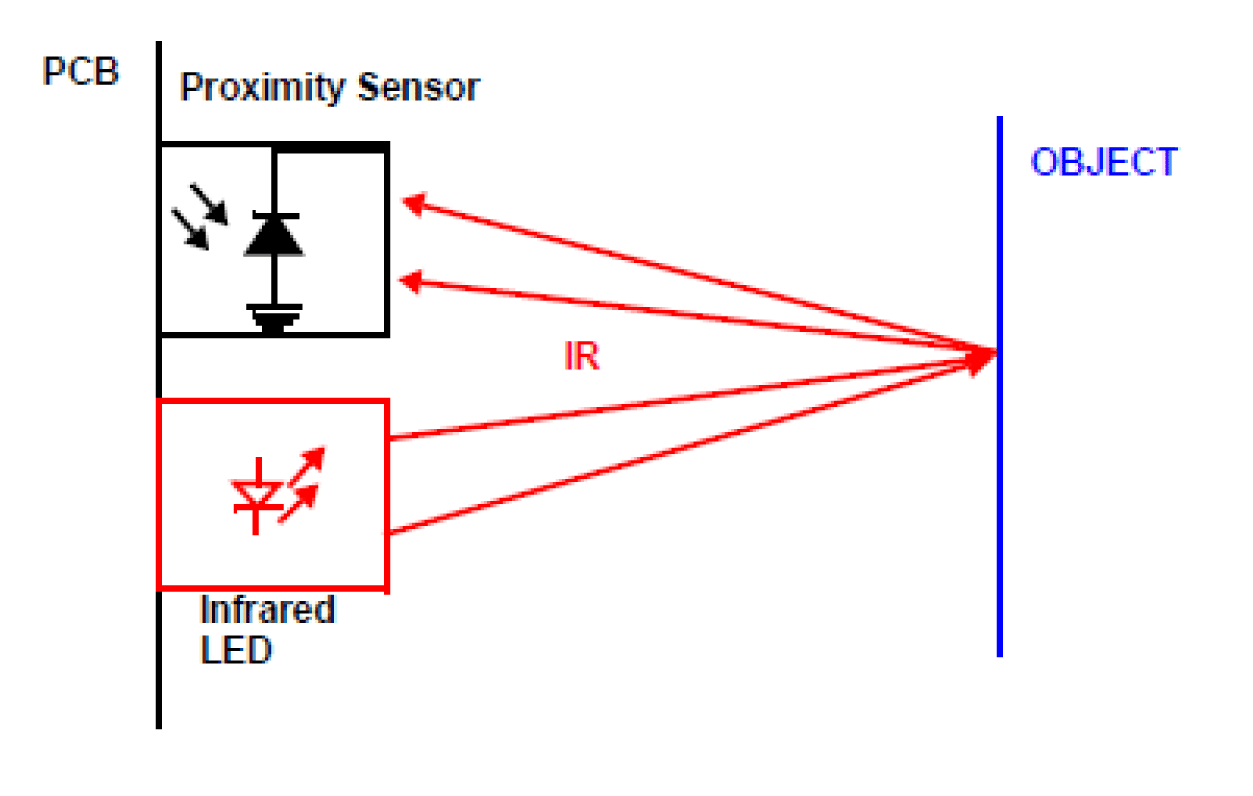 PCB
Proximity Sensor
OBJECT
IR
Infrared
LED